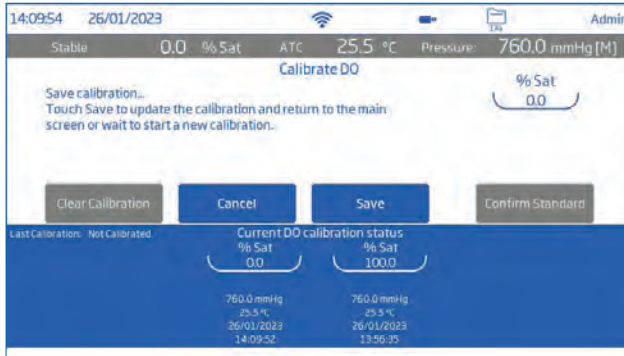 14:09:54 26/01/2023 1% Admin
Stable 0.0 % Sat ATC 25.5 °C Pressure: 760.0 mmHg [M]
Calibrate DO
Save calibration...
Touch Save to update the calibration and return to the main
screen or wait to start a new calibration.
% Sat
0.0
Clear Calibration Cancel Save Confirm Standard
Last Calibration: Not Calibrated Current DO calibration status
% Sat % Sat
0.0 100.0
760.0 mmHg 760.0 mmHg
25.5 °C 25.5 °C
26/01/2023 26/01/2023
14:09:52 13:56:35